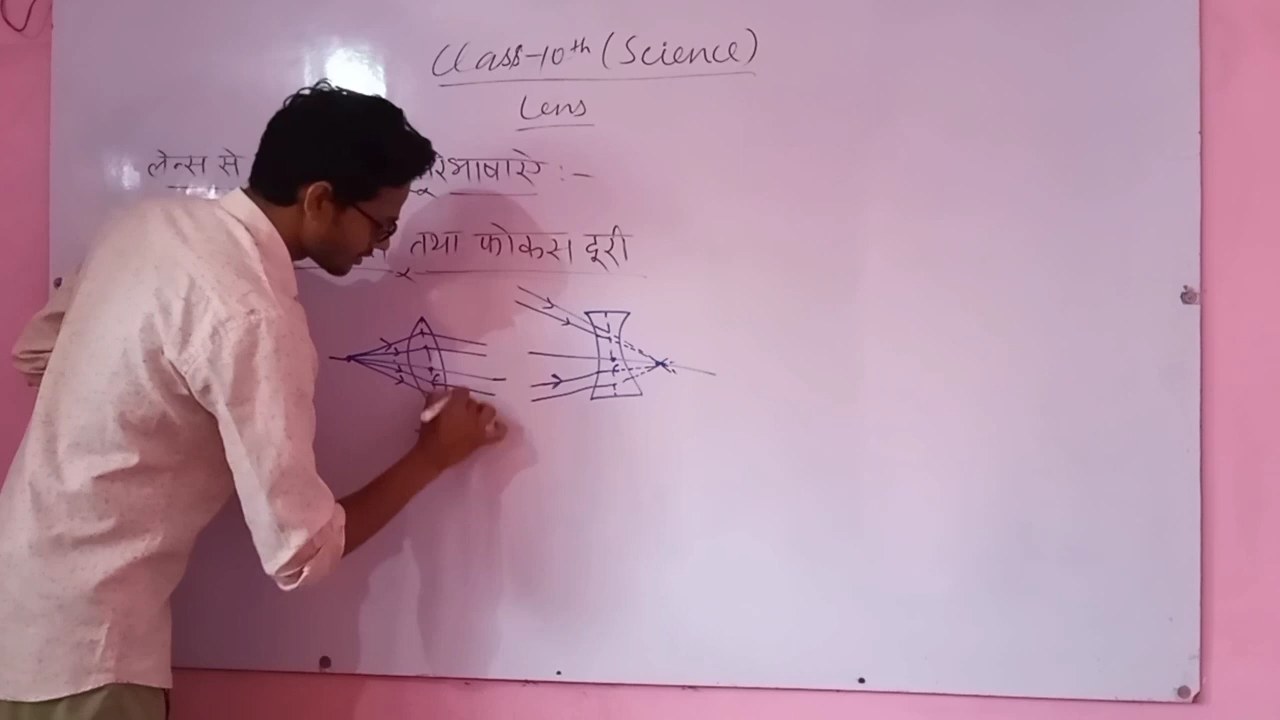 Class-10th (Science)
Lens
लेन्स से रिभाषाऐं :-
तथा फोकस दूरी